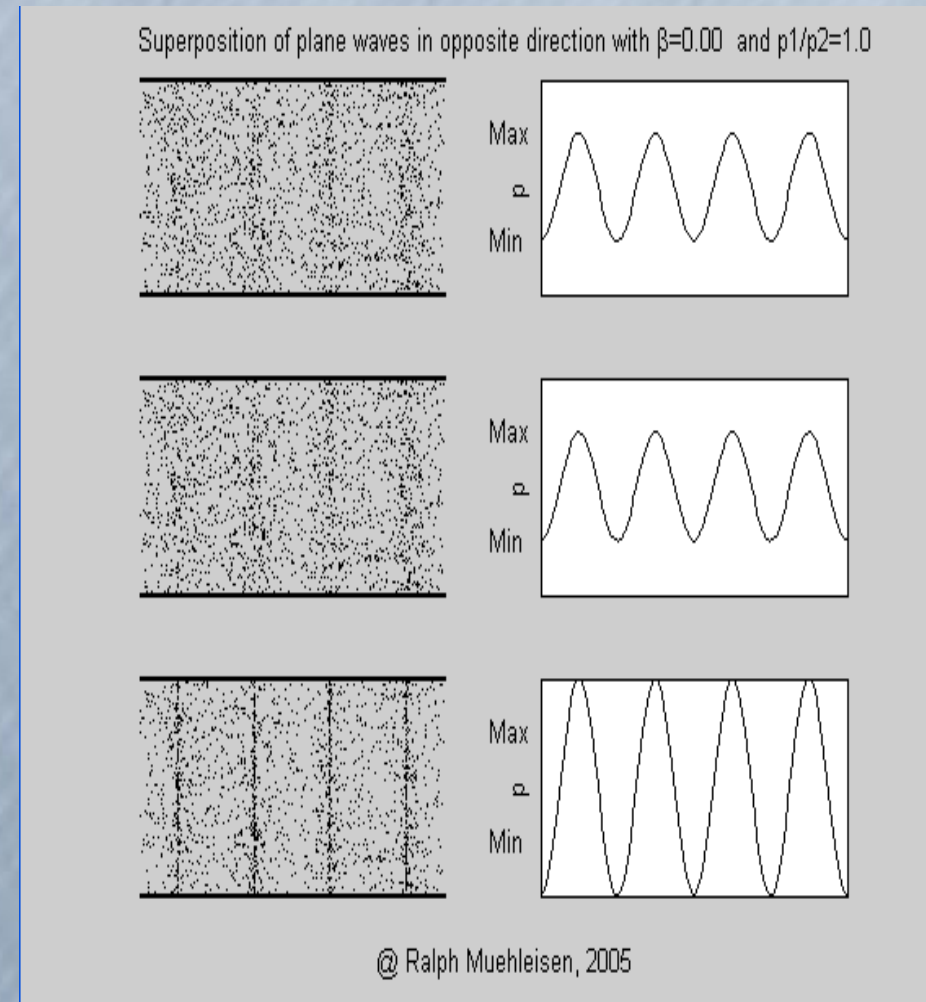 Superposition of plane waves in opposite direction with β=0.00 and p1/p2=1.0
Max
p
Min
Max
p
Min
Max
p
Min
@ Ralph Muehleisen, 2005